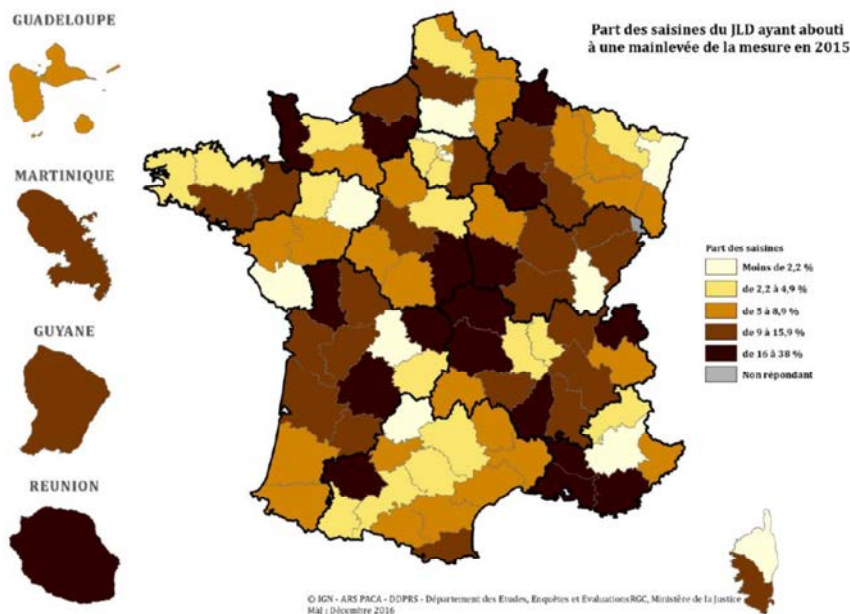 GUADELOUPE
Part des saisines du JLD ayant abouti
à une mainlevée de la mesure en 2015
MARTINIQUE
GUYANE
REUNION
Part des saisines
Moins de 2,2 %
de 2,2 à 4,9 %
de 5 à 8,9 %
de 9 à 15,9 %
de 16 à 38 %
Non répondant
© IGN - ARS PACA - DDPRS - Département des Etudes, Enquêtes et EvaluationsRGC, Ministère de la Justice
MàJ : Décembre 2016